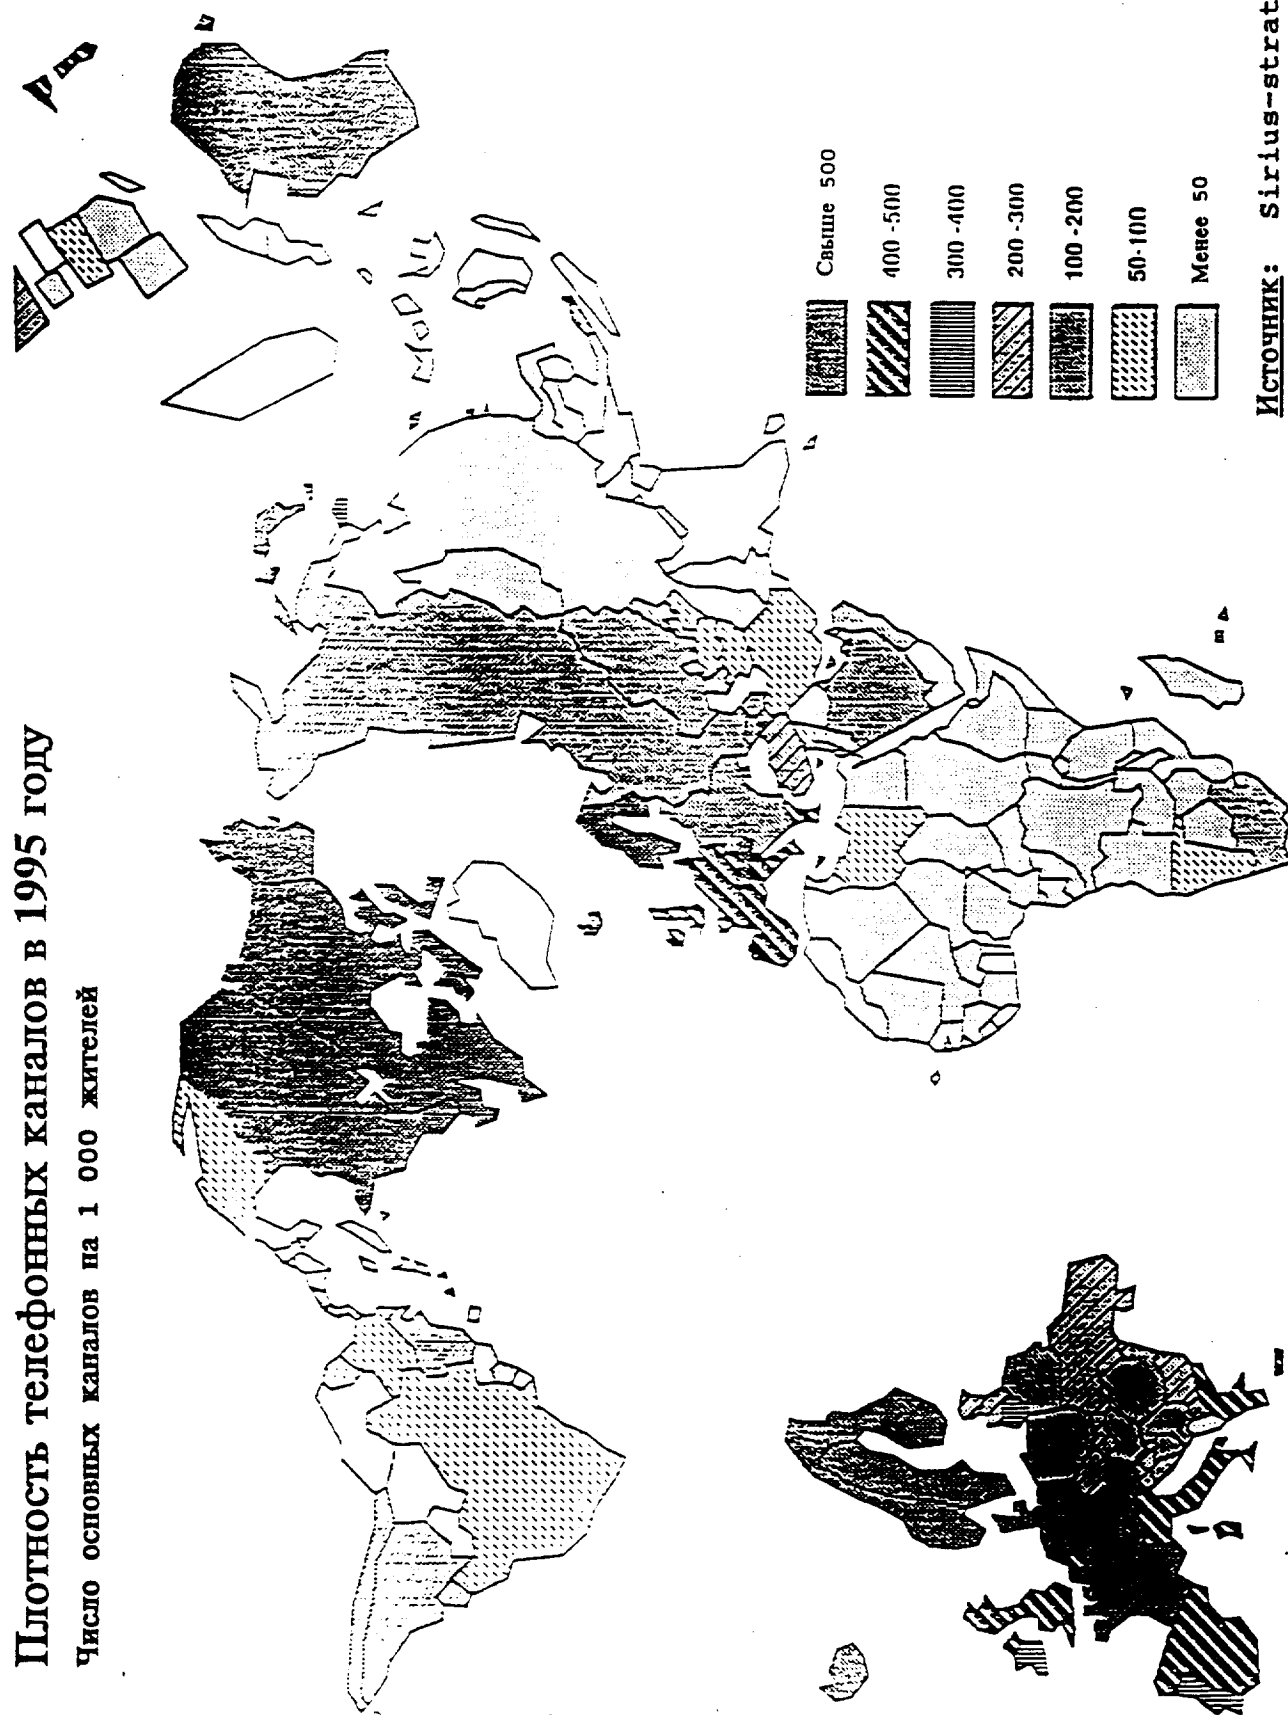 Плотность телефонных каналов в 1995 году
Число основных каналов на 1 000 жителей
Свыше 500
400-500
300-400
200-300
100-200
50-100
Менее 50
Источник: Sirius-strat